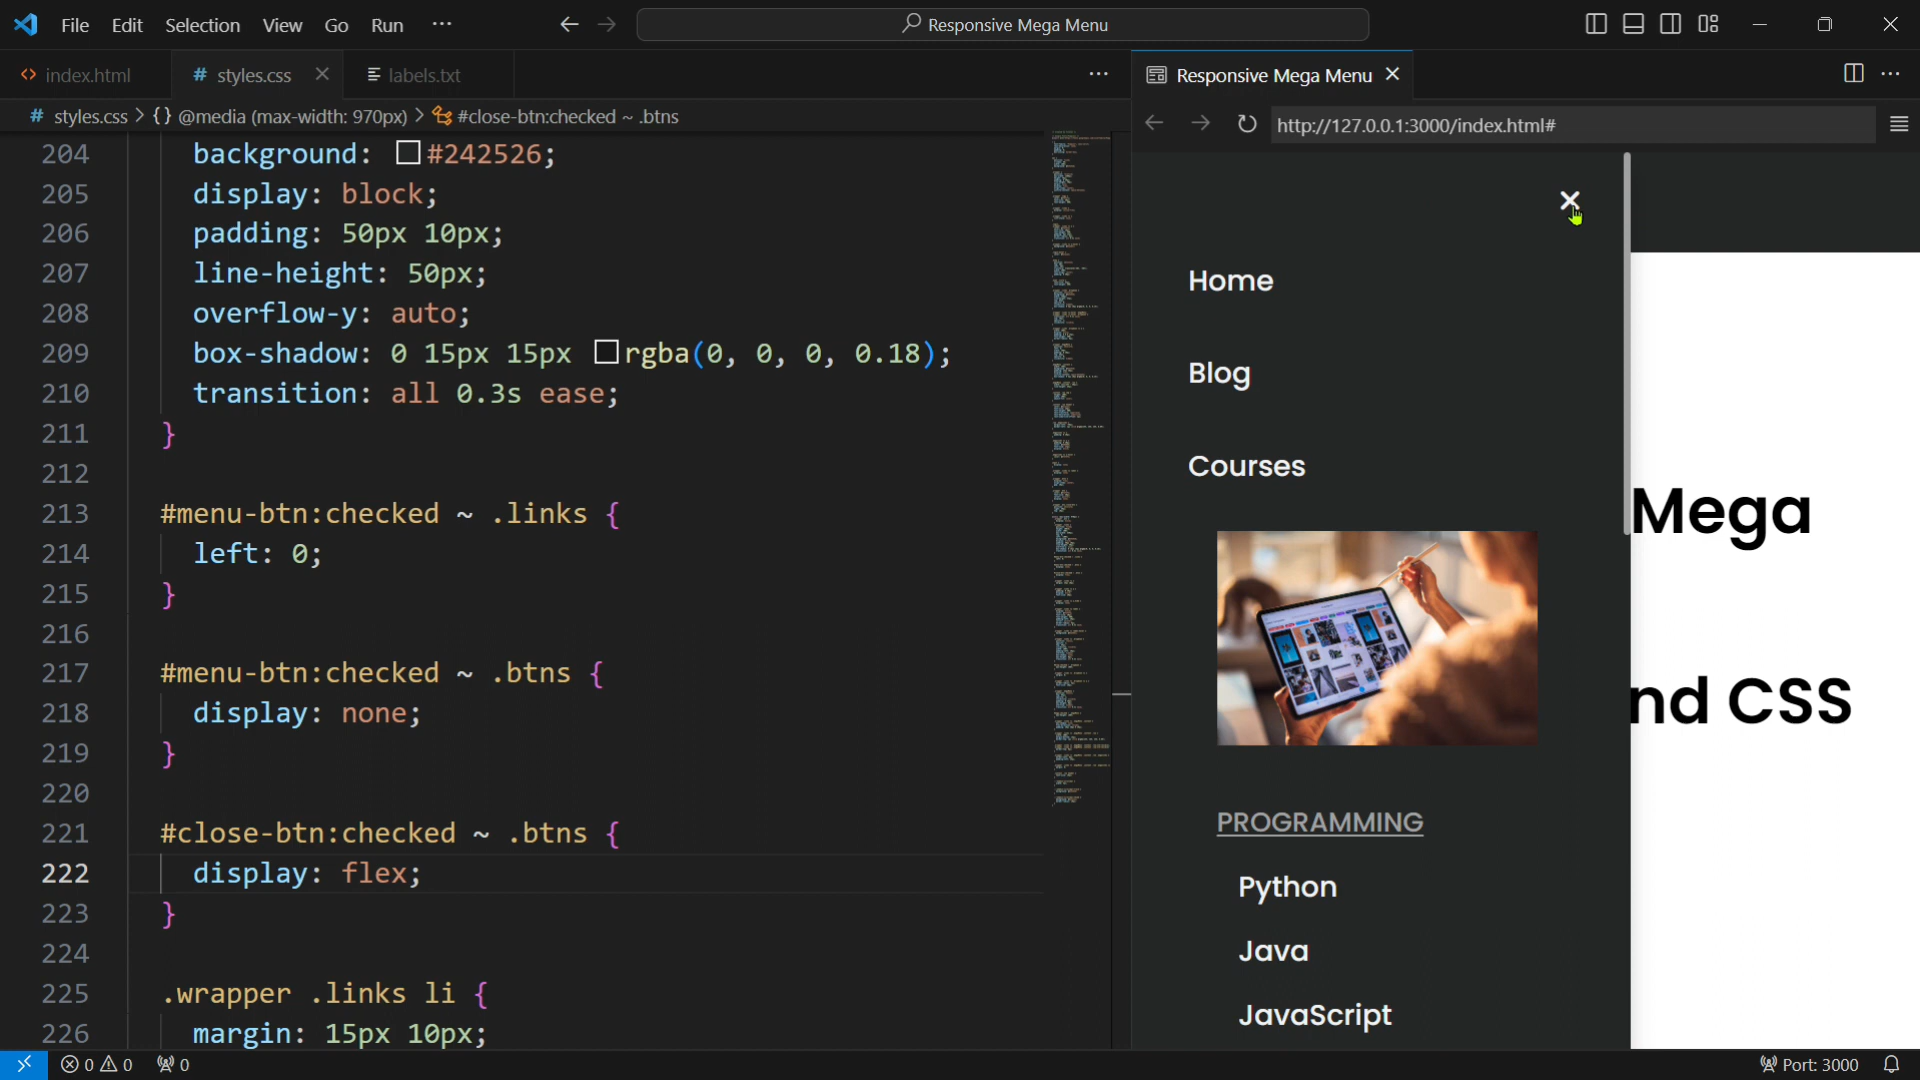 File Edit Selection View Go Run ···
Responsive Mega Menu
index.html
# styles.css
labels.txt
Responsive Mega Menu
# styles.css > {} @media (max-width: 970px) > #close-btn:checked ~ .btns
http://127.0.0.1:3000/index.html#
204 background: #242526;
205 display: block;
206 padding: 50px 10px;
207 line-height: 50px;
208 overflow-y: auto;
209 box-shadow: 0 15px 15px rgba(0, 0, 0, 0.18);
210 transition: all 0.3s ease;
211 }
212
213 #menu-btn:checked ~ .links {
214 left: 0;
215 }
216
217 #menu-btn:checked ~ .btns {
218 display: none;
219 }
220
221 #close-btn:checked ~ .btns {
222 display: flex;
223 }
224
225 .wrapper .links li {
226 margin: 15px 10px;
Home
Blog
Courses
PROGRAMMING
Python
Java
JavaScript
Mega
nd CSS
0 0 0
Port: 3000